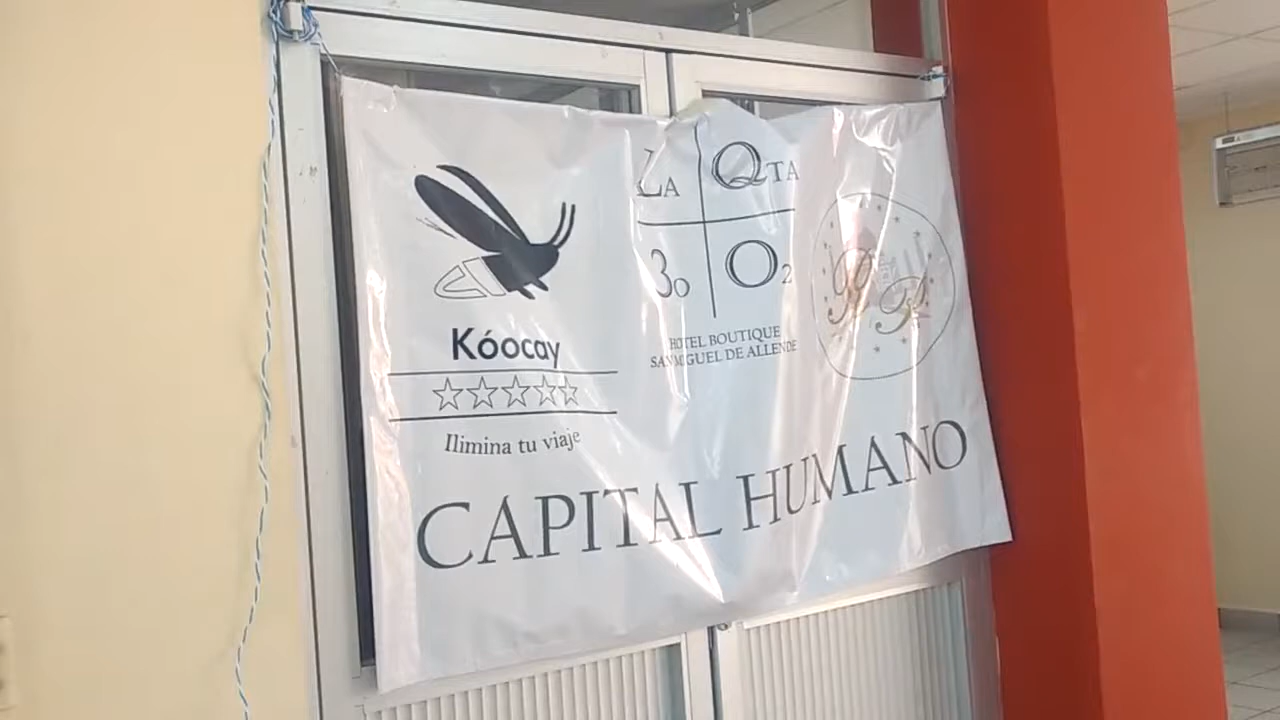 Kóocay
Ilimina tu viaje
LA QTA
3o O2
HOTEL BOUTIQUE
SAN MIGUEL DE ALLENDE
CAPITAL HUMANO